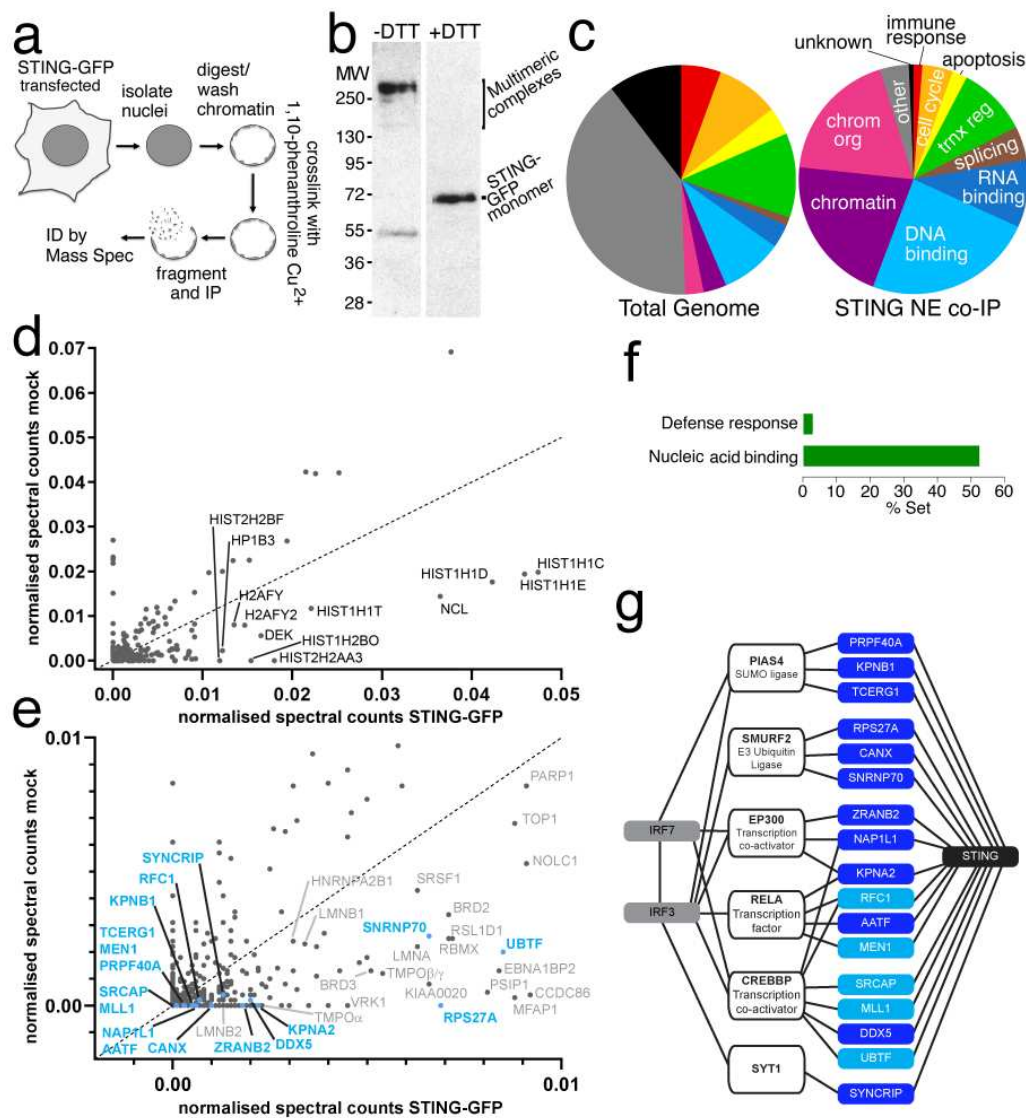 a
STING-GFP
transfected
isolate
nuclei
digest/
wash
chromatin
crosslink with
1,10-phenanthroline Cu2+
fragment
and IP
ID by
Mass Spec
b
-DTT +DTT
MW
250
130
95
72
55
36
28
Multimeric
complexes
STING-
GFP
monomer
c
unknown
immune
response
apoptosis
other
cell cycle
trnx reg
splicing
RNA
binding
DNA
binding
chromatin
chrom
org
Total Genome
STING NE co-IP
d
normalised spectral counts mock
0.07
0.06
0.05
0.04
0.03
0.02
0.01
0.00
HIST2H2BF
HP1B3
H2AFY
H2AFY2
DEK
HIST1H1T
HIST1H2BO
HIST2H2AA3
HIST1H1D
NCL
HIST1H1C
HIST1H1E
0.00 0.01 0.02 0.03 0.04 0.05
normalised spectral counts STING-GFP
e
normalised spectral counts mock
0.01
0.00
SYNCRIP
RFC1
KPNB1
TCERG1
MEN1
PRPF40A
SRCAP
MLL1
NAP1L1
AATF
CANX
LMNB2
ZRANB2
DDX5
KPNA2
TMPOα
VRK1
BRD3
HNRNPA2B1
LMNB1
SRSF1
SNRNP70
LMNA
TMPOβ/γ
KIAA0020
RPS27A
BRD2
RSL1D1
RBMX
PARP1
TOP1
NOLC1
UBTF
EBNA1BP2
PSIP1
CCDC86
MFAP1
0.00 0.01
normalised spectral counts STING-GFP
f
Defense response
Nucleic acid binding
0 10 20 30 40 50 60
% Set
g
IRF7
IRF3
PIAS4
SUMO ligase
SMURF2
E3 Ubiquitin
Ligase
EP300
Transcription
co-activator
RELA
Transcription
factor
CREBBP
Transcription
co-activator
SYT1
PRPF40A
KPNB1
TCERG1
RPS27A
CANX
SNRNP70
ZRANB2
NAP1L1
KPNA2
RFC1
AATF
MEN1
SRCAP
MLL1
DDX5
UBTF
SYNCRIP
STING